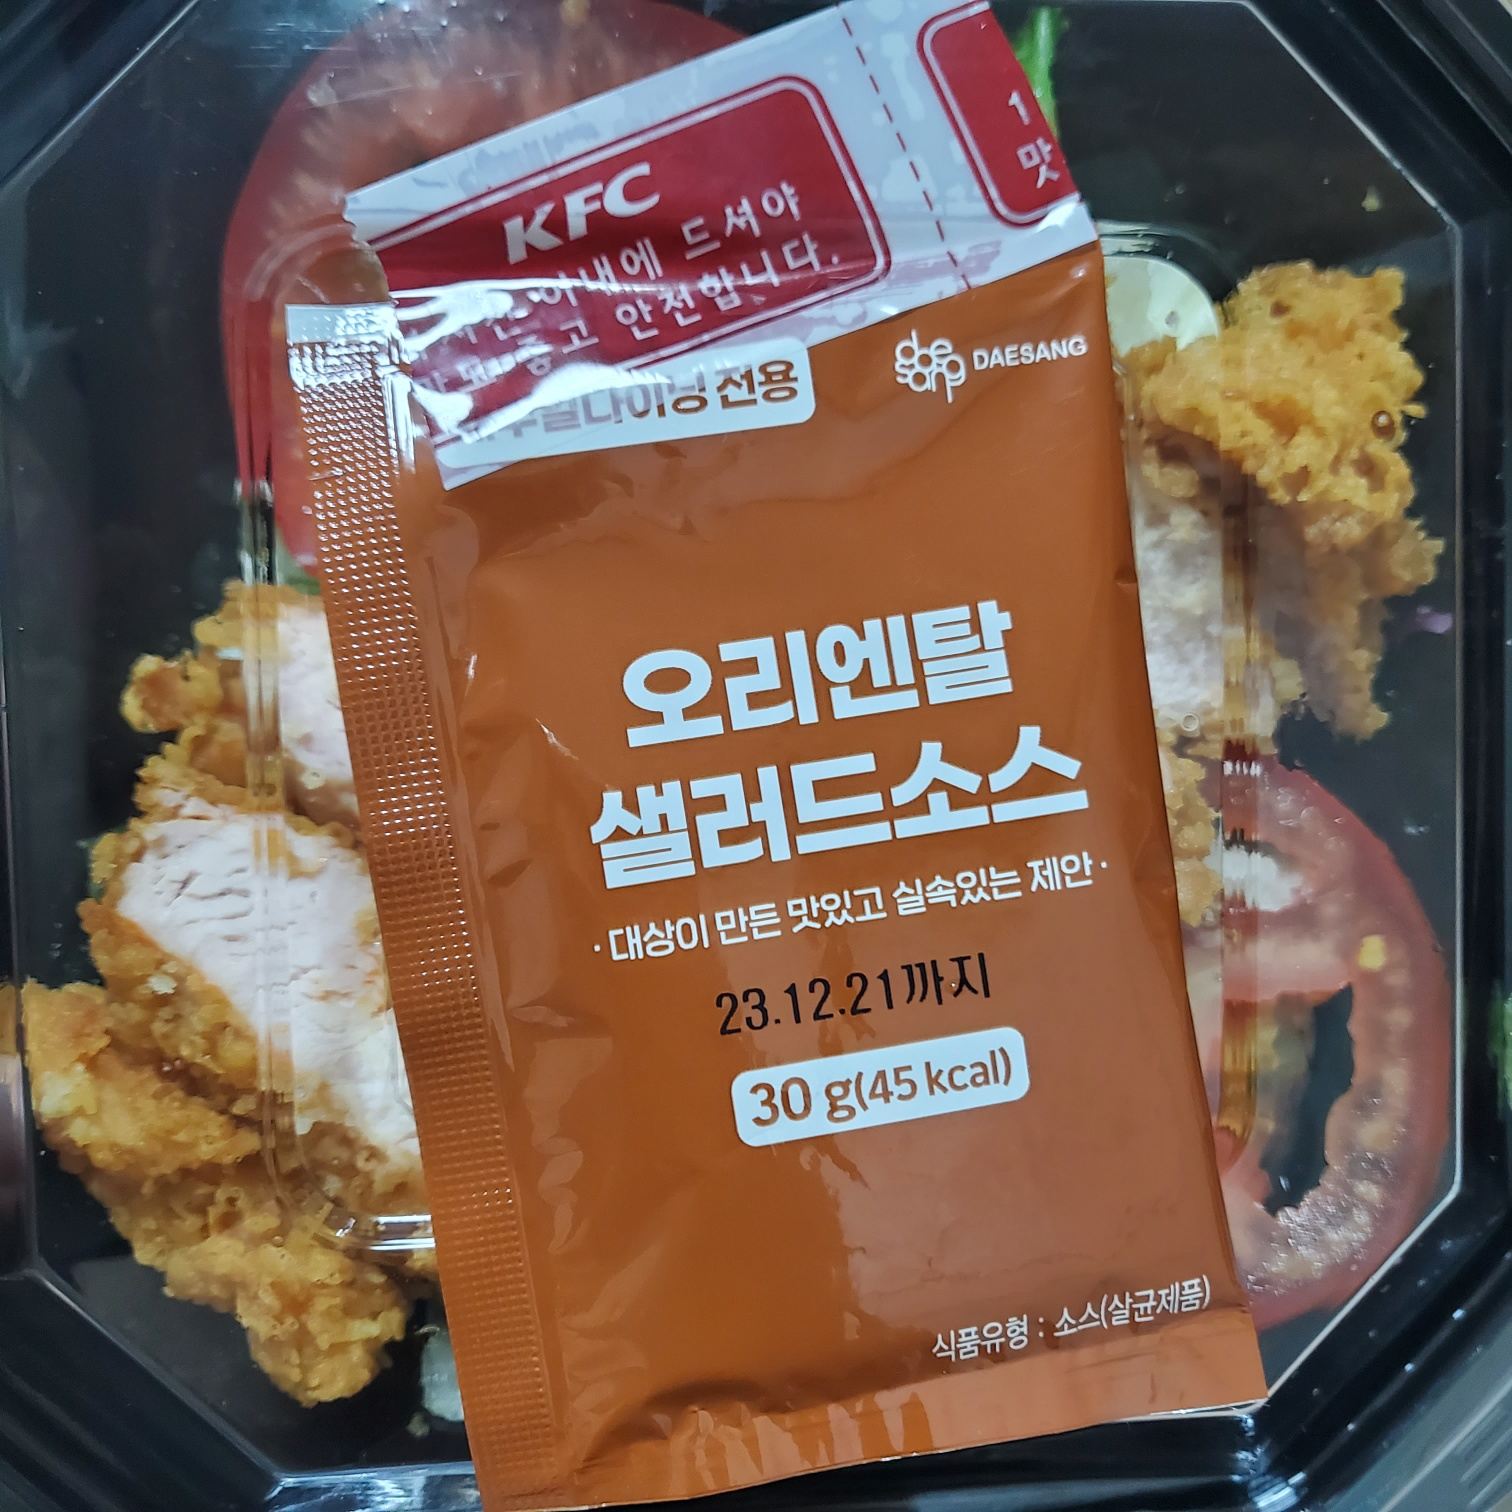 KFC
이내에 드셔야
좋고 안전합니다.
1
맛
전용
daesang DAESANG
오리엔탈
샐러드소스
· 대상이 만든 맛있고 실속있는 제안 ·
23.12.21까지
30 g(45 kcal)
식품유형 : 소스(살균제품)